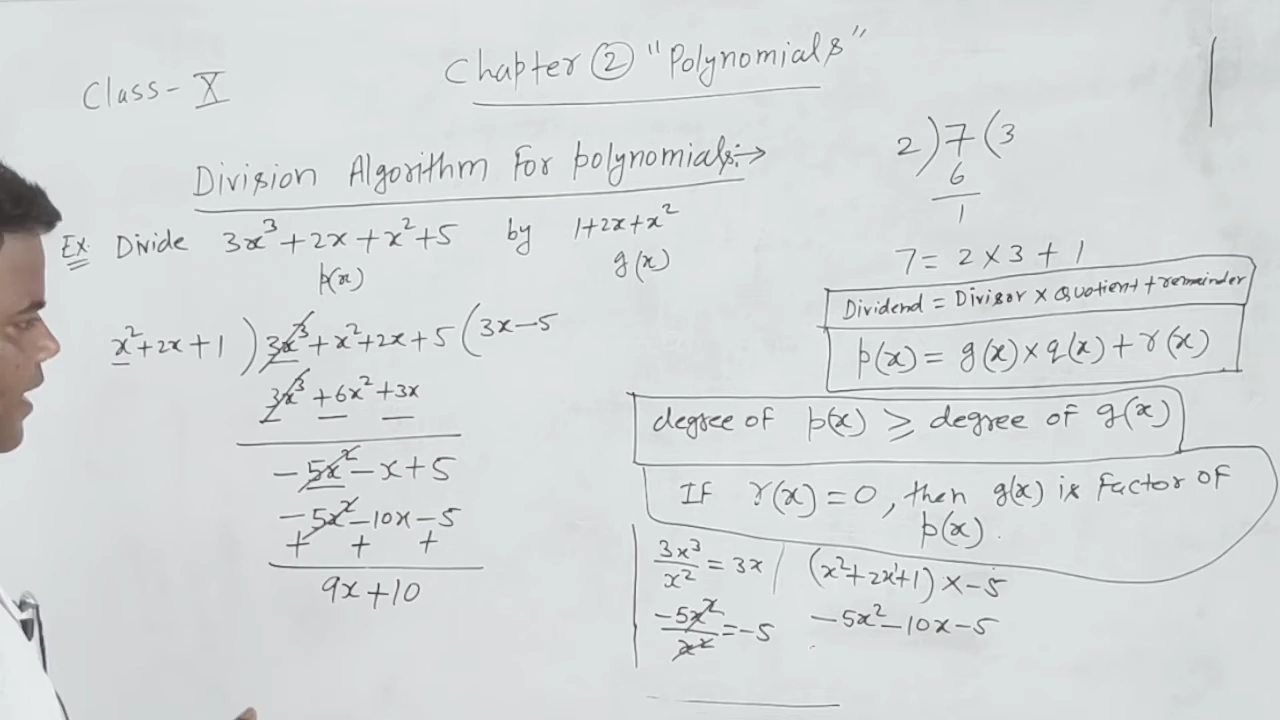 Chapter ② "Polynomials"
Class - X
Division Algorithm For polynomials:→
Ex. Divide 3x³+2x+x²+5 by 1+2x+x²
p(x) g(x)
x²+2x+1 ) 3x³+x²+2x+5 ( 3x-5
3x³+6x²+3x
-5x²-x+5
-5x²-10x-5
+ + +
9x+10
2 ) 7 ( 3
6
1
7 = 2 × 3 + 1
Dividend = Divisor × Quotient + remainder
p(x) = g(x) × q(x) + r(x)
degree of p(x) ⩾ degree of g(x)
IF r(x) = 0, then g(x) is Factor OF
p(x).
3x³/x² = 3x | (x²+2x+1) × -5
-5x²/x² = -5 -5x²-10x-5